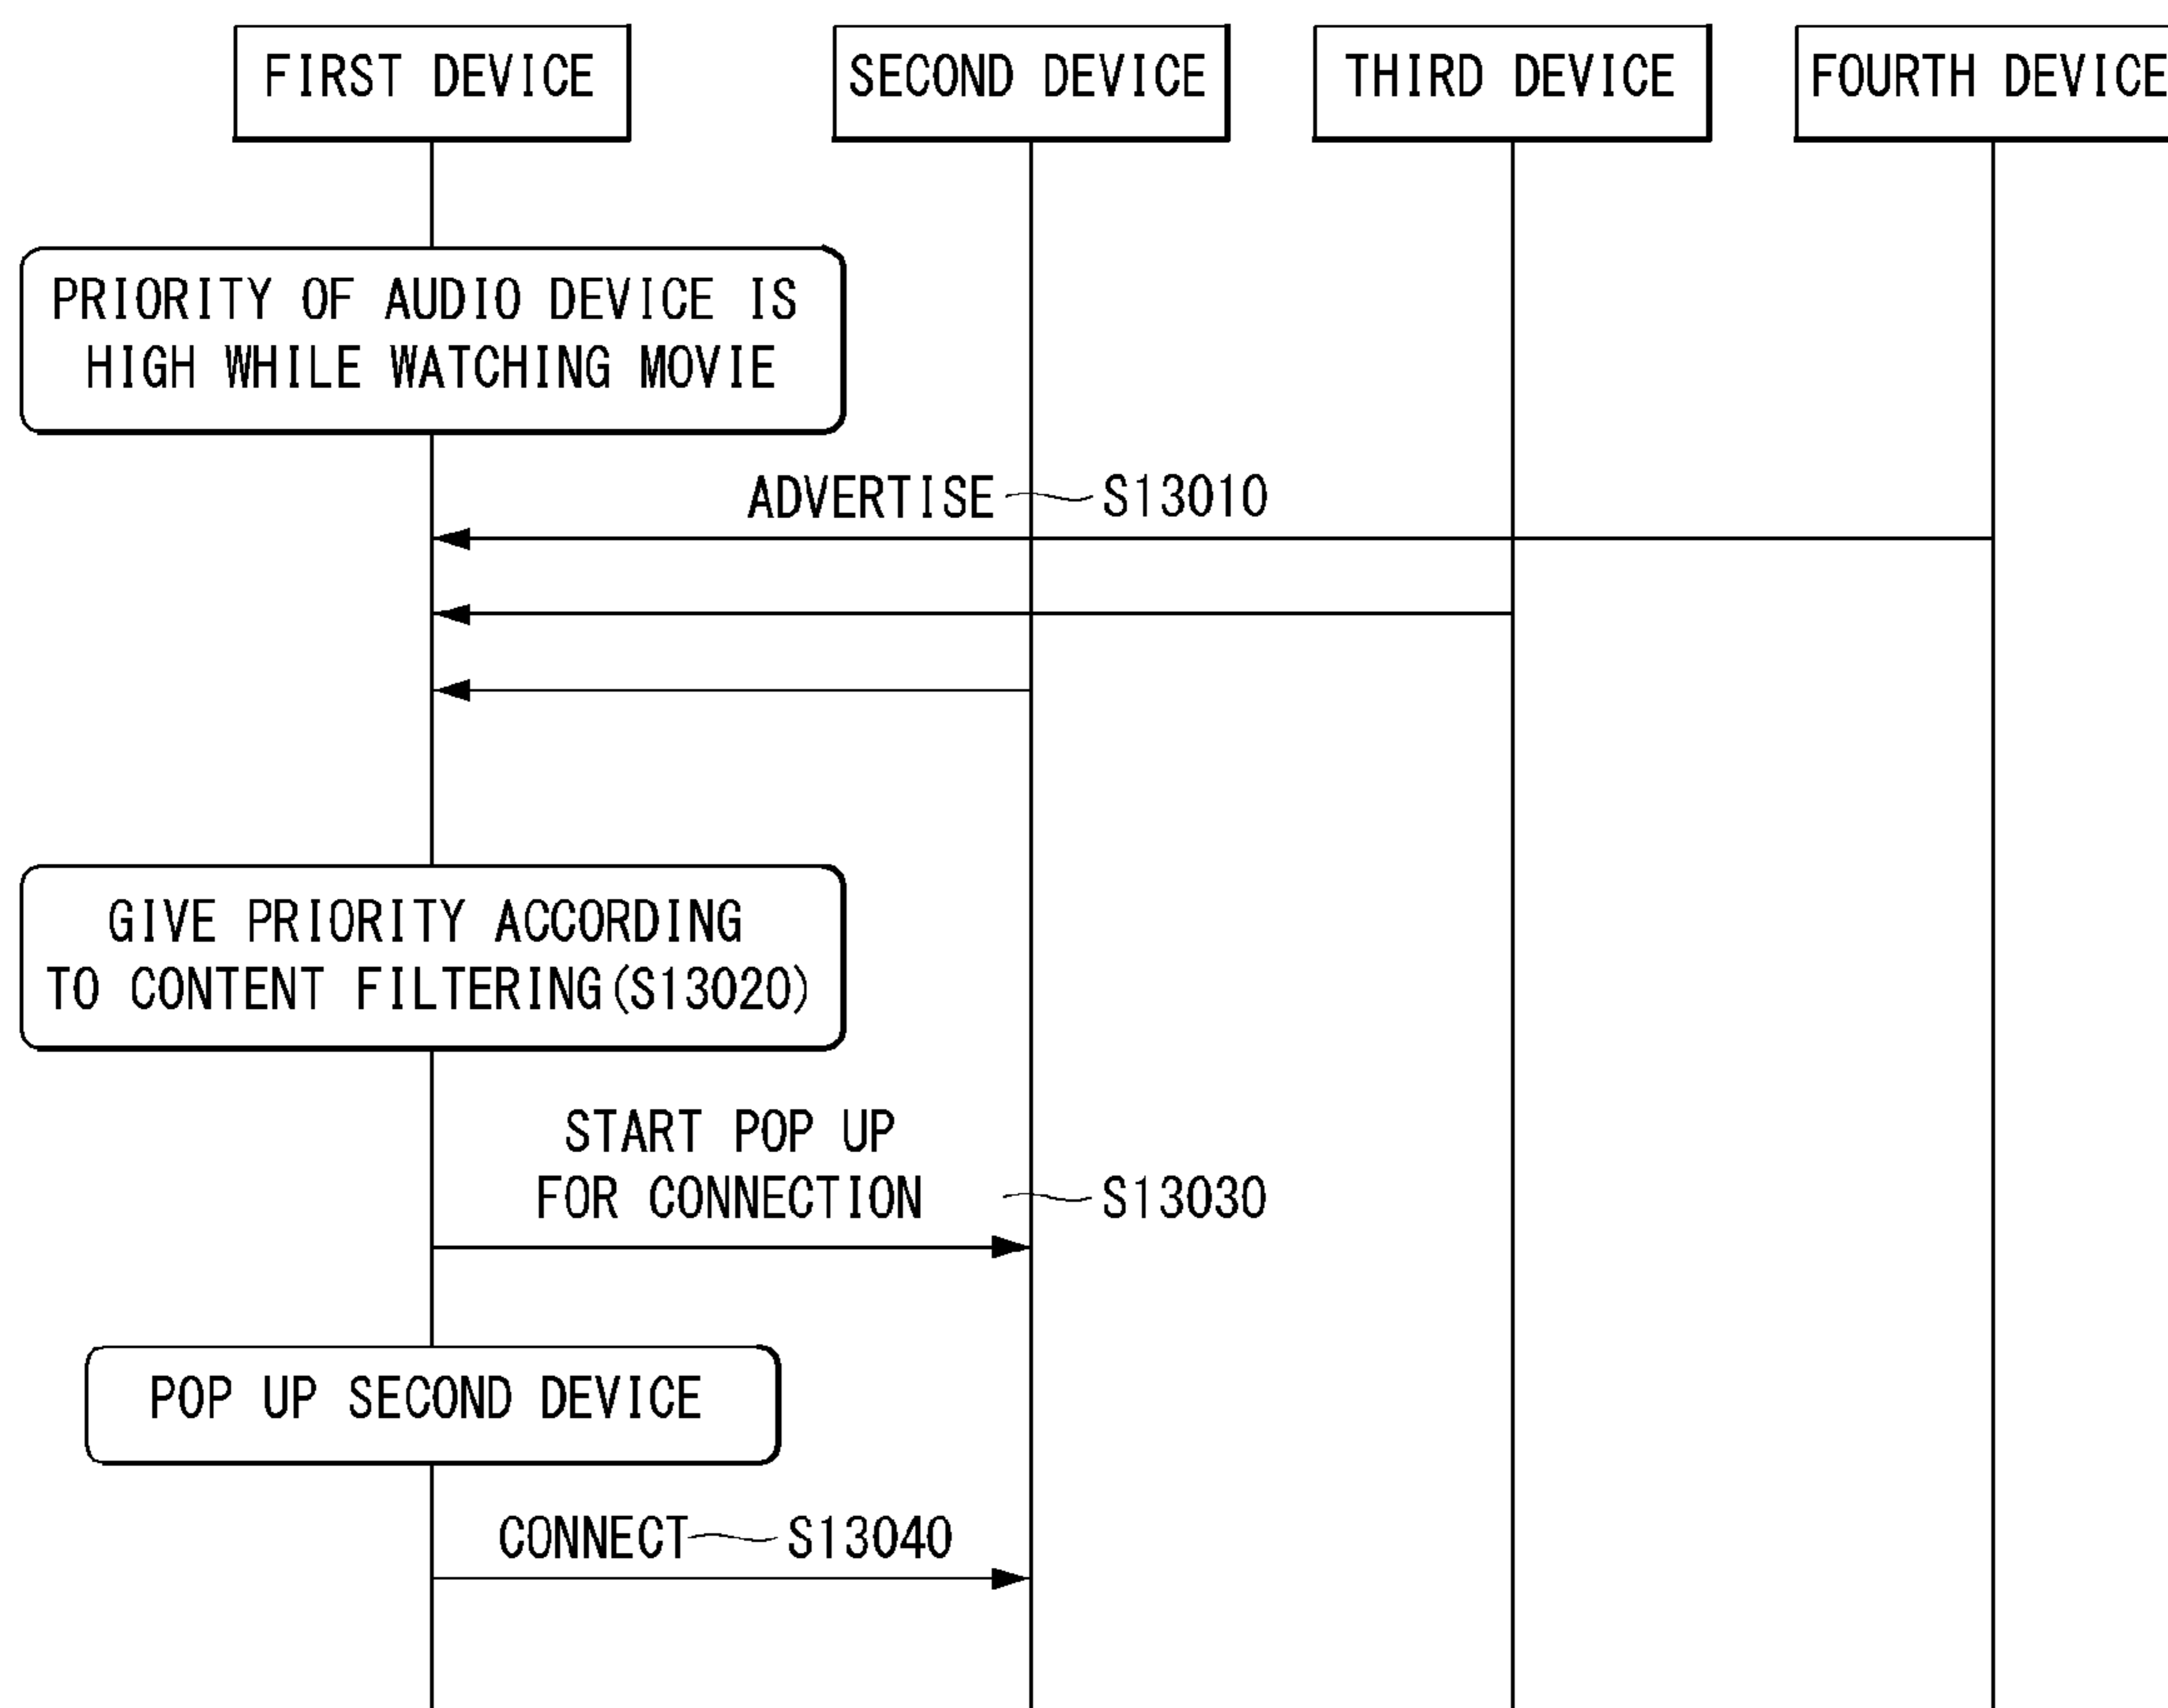 FIRST DEVICE
SECOND DEVICE
THIRD DEVICE
FOURTH DEVICE
PRIORITY OF AUDIO DEVICE IS
HIGH WHILE WATCHING MOVIE
ADVERTISE S13010
GIVE PRIORITY ACCORDING
TO CONTENT FILTERING(S13020)
START POP UP
FOR CONNECTION S13030
POP UP SECOND DEVICE
CONNECT S13040